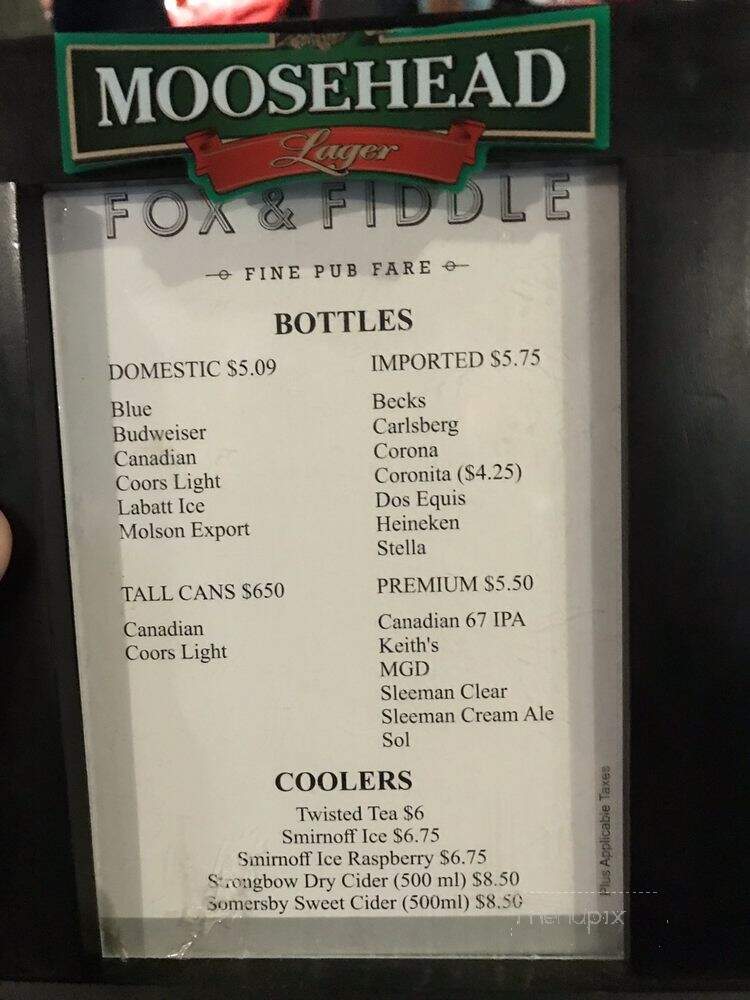 MOOSEHEAD
Lager
FOX & FIDDLE
FINE PUB FARE
BOTTLES
DOMESTIC $5.09
Blue
Budweiser
Canadian
Coors Light
Labatt Ice
Molson Export
IMPORTED $5.75
Becks
Carlsberg
Corona
Coronita ($4.25)
Dos Equis
Heineken
Stella
TALL CANS $650
Canadian
Coors Light
PREMIUM $5.50
Canadian 67 IPA
Keith's
MGD
Sleeman Clear
Sleeman Cream Ale
Sol
COOLERS
Twisted Tea $6
Smirnoff Ice $6.75
Smirnoff Ice Raspberry $6.75
Strongbow Dry Cider (500 ml) $8.50
Somersby Sweet Cider (500ml) $8.50
Plus Applicable Taxes
menupix